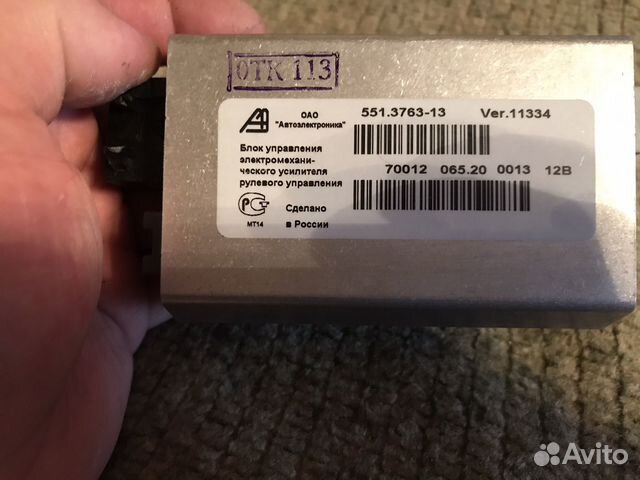 ОТК 113
ОАО
"Автоэлектроника"
551.3763-13 Ver.11334
Блок управления
электромехани-
ческого усилителя
рулевого управления
70012 065.20 0013 12В
РСТ
МТ14
Сделано
в России
Avito